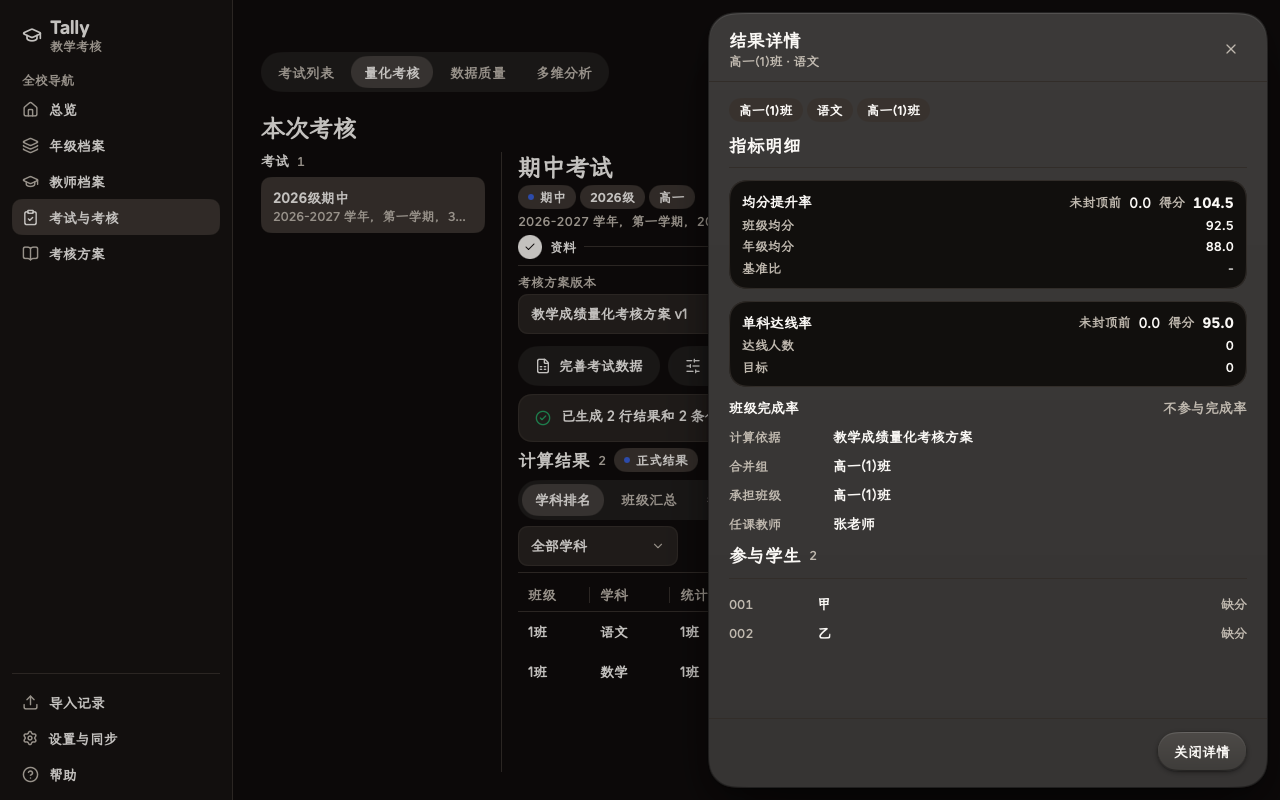 Tally
教学考核
全校导航
总览
年级档案
教师档案
考试与考核
考核方案
导入记录
设置与同步
帮助
考试列表 量化考核 数据质量 多维分析
本次考核
考试 1
2026级期中
2026-2027 学年，第一学期，3...
期中考试
期中 2026级 高一
2026-2027 学年，第一学期，20
资料
考核方案版本
教学成绩量化考核方案 v1
完善考试数据
已生成 2 行结果和 2 条
计算结果 2 正式结果
学科排名 班级汇总
全部学科
班级 学科 统计
1班 语文 1班
1班 数学 1班
结果详情
高一(1)班 · 语文
高一(1)班 语文 高一(1)班
指标明细
均分提升率 未封顶前 0.0 得分 104.5
班级均分 92.5
年级均分 88.0
基准比 -
单科达线率 未封顶前 0.0 得分 95.0
达线人数 0
目标 0
班级完成率 不参与完成率
计算依据 教学成绩量化考核方案
合并组 高一(1)班
承担班级 高一(1)班
任课教师 张老师
参与学生 2
001 甲 缺分
002 乙 缺分
关闭详情